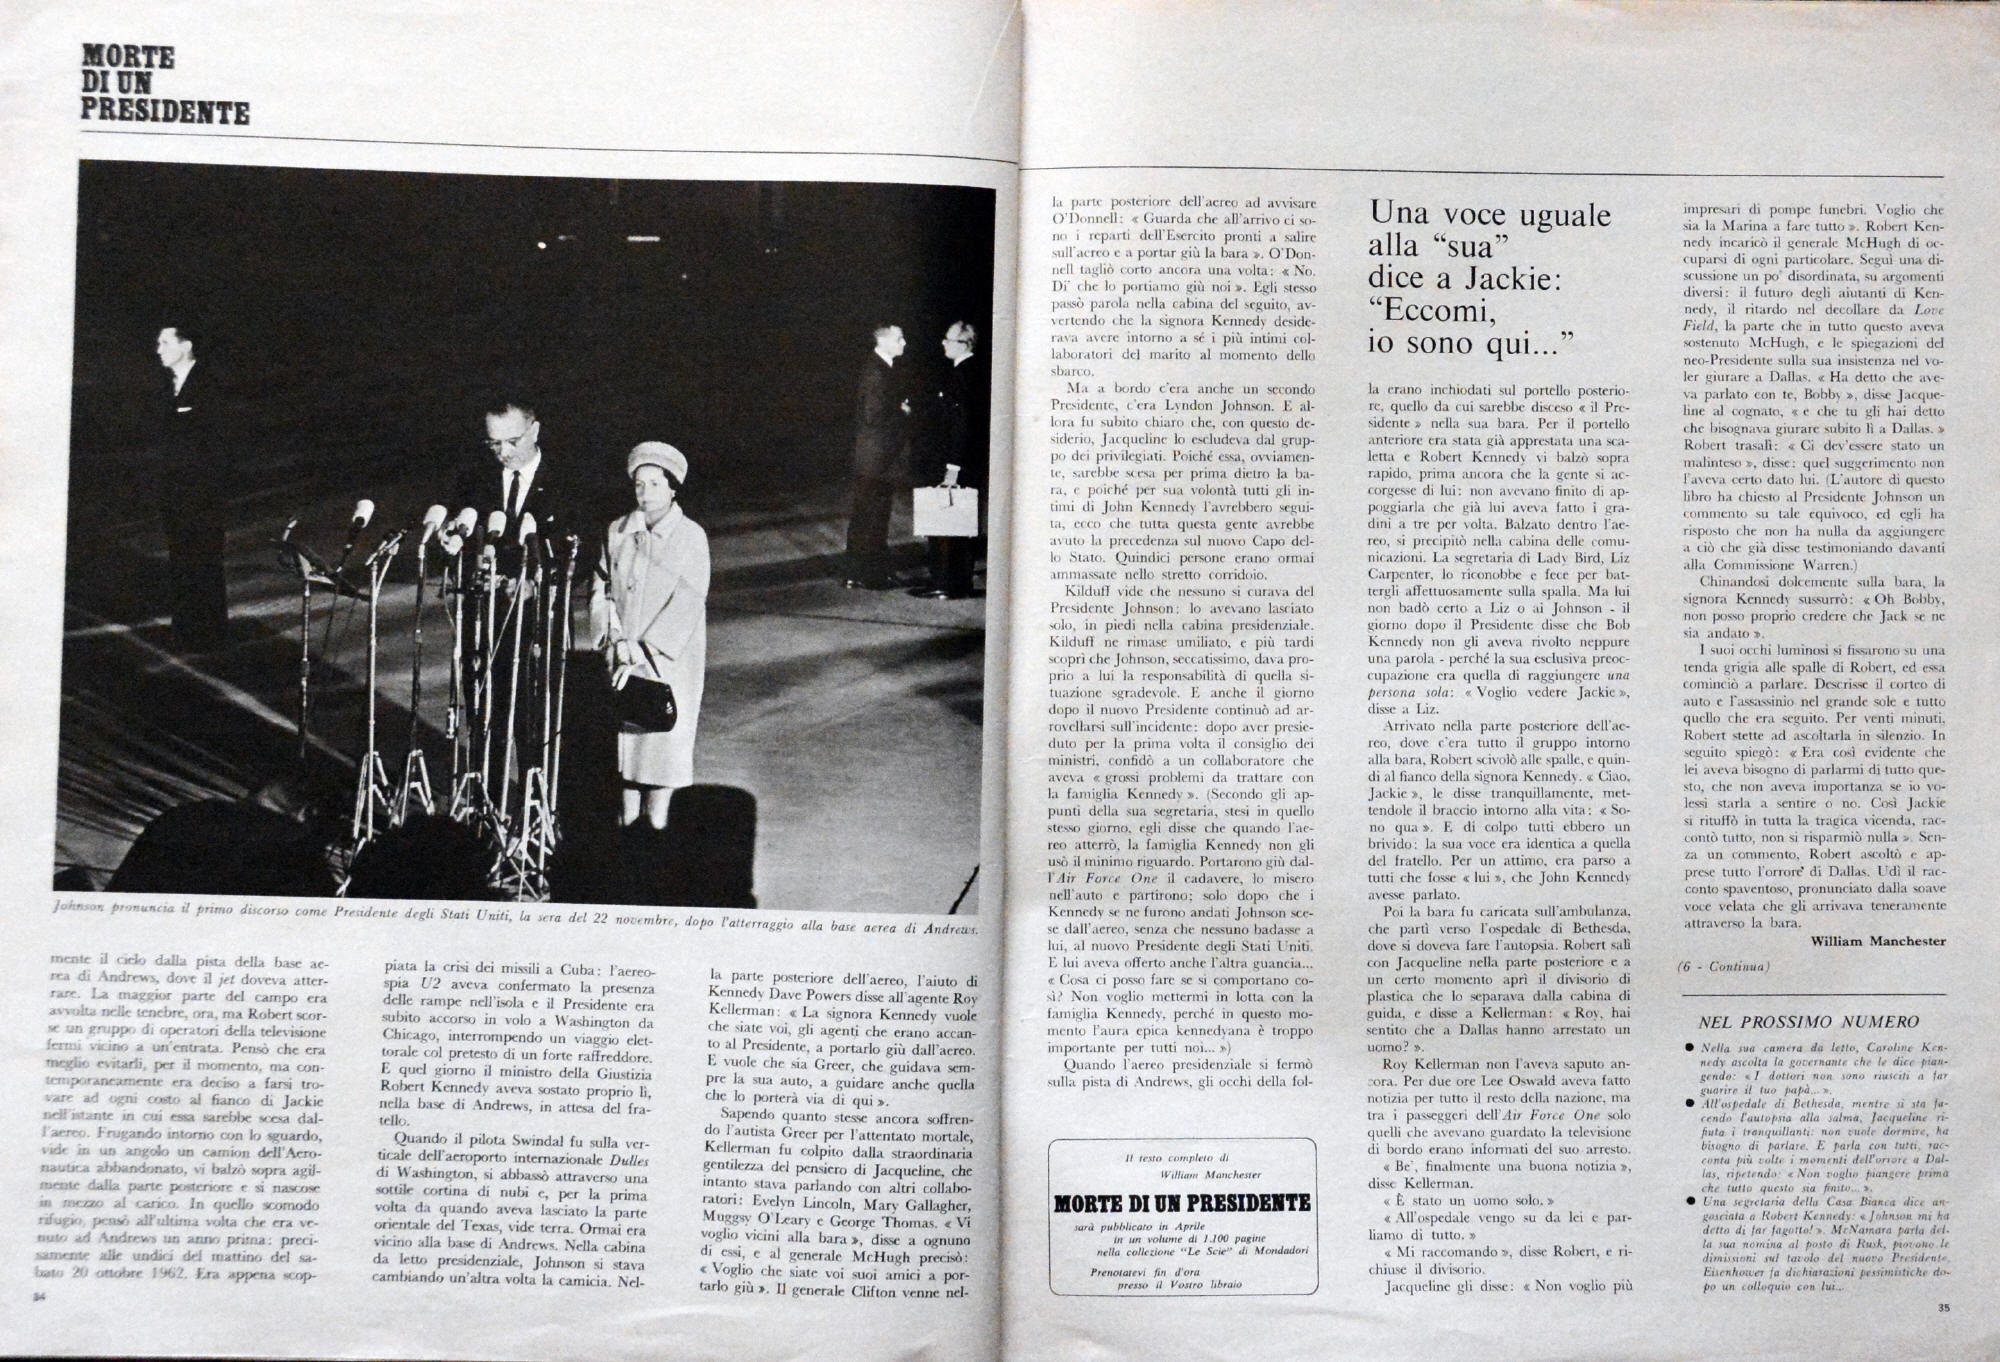 MORTE
DI UN
PRESIDENTE
Johnson pronuncia il primo discorso come Presidente degli Stati Uniti, la sera del 22 novembre, dopo l'atterraggio alla base aerea di Andrews.
mente il cielo dalla pista della base ae-
rea di Andrews, dove il jet doveva atter-
rare. La maggior parte del campo era
avvolta nelle tenebre, ora, ma Robert scor-
se un gruppo di operatori della televisione
fermi vicino a un'entrata. Pensò che era
meglio evitarli, per il momento, ma con-
temporaneamente era deciso a farsi tro-
vare ad ogni costo al fianco di Jackie
nell'istante in cui essa sarebbe scesa dal-
l'aereo. Frugando intorno con lo sguardo,
vide in un angolo un camion dell'Aero-
nautica abbandonato, vi balzò sopra agil-
mente dalla parte posteriore e si nascose
in mezzo al carico. In quello scomodo
rifugio, pensò all'ultima volta che era ve-
nuto ad Andrews un anno prima: preci-
samente alle undici del mattino del sa-
bato 20 ottobre 1962. Era appena scop-
34
piata la crisi dei missili a Cuba: l'aereo-
spia U2 aveva confermato la presenza
delle rampe nell'isola e il Presidente era
subito accorso in volo a Washington da
Chicago, interrompendo un viaggio elet-
torale col pretesto di un forte raffreddore.
E quel giorno il ministro della Giustizia
Robert Kennedy aveva sostato proprio lì,
nella base di Andrews, in attesa del fra-
tello.
Quando il pilota Swindal fu sulla ver-
ticale dell'aeroporto internazionale Dulles
di Washington, si abbassò attraverso una
sottile cortina di nubi e, per la prima
volta da quando aveva lasciato la parte
orientale del Texas, vide terra. Ormai era
vicino alla base di Andrews. Nella cabina
da letto presidenziale, Johnson si stava
cambiando un'altra volta la camicia. Nel-
la parte posteriore dell'aereo, l'aiuto di
Kennedy Dave Powers disse all'agente Roy
Kellerman: « La signora Kennedy vuole
che siate voi, gli agenti che erano accan-
to al Presidente, a portarlo giù dall'aereo.
E vuole che sia Greer, che guidava sem-
pre la sua auto, a guidare anche quella
che lo porterà via di qui ».
Sapendo quanto stesse ancora soffren-
do l'autista Greer per l'attentato mortale,
Kellerman fu colpito dalla straordinaria
gentilezza del pensiero di Jacqueline, che
intanto stava parlando con altri collabo-
ratori: Evelyn Lincoln, Mary Gallagher,
Muggsy O'Leary e George Thomas. « Vi
voglio vicini alla bara », disse a ognuno
di essi, e al generale McHugh precisò:
« Voglio che siate voi suoi amici a por-
tarlo giù ». Il generale Clifton venne nel-
la parte posteriore dell'aereo ad avvisare
O'Donnell: « Guarda che all'arrivo ci so-
no i reparti dell'Esercito pronti a salire
sull'aereo e a portar giù la bara ». O'Don-
nell tagliò corto ancora una volta: « No.
Di' che lo portiamo giù noi ». Egli stesso
passò parola nella cabina del seguito, av-
vertendo che la signora Kennedy deside-
rava avere intorno a sé i più intimi col-
laboratori del marito al momento dello
sbarco.
Ma a bordo c'era anche un secondo
Presidente, c'era Lyndon Johnson. E al-
lora fu subito chiaro che, con questo de-
siderio, Jacqueline lo escludeva dal grup-
po dei privilegiati. Poiché essa, ovviamen-
te, sarebbe scesa per prima dietro la ba-
ra, e poiché per sua volontà tutti gli in-
timi di John Kennedy l'avrebbero segui-
ta, ecco che tutta questa gente avrebbe
avuto la precedenza sul nuovo Capo del-
lo Stato. Quindici persone erano ormai
ammassate nello stretto corridoio.
Kilduff vide che nessuno si curava del
Presidente Johnson: lo avevano lasciato
solo, in piedi nella cabina presidenziale.
Kilduff ne rimase umiliato, e più tardi
scoprì che Johnson, seccatissimo, dava pro-
prio a lui la responsabilità di quella si-
tuazione sgradevole. E anche il giorno
dopo il nuovo Presidente continuò ad ar-
rovellarsi sull'incidente: dopo aver presie-
duto per la prima volta il consiglio dei
ministri, confidò a un collaboratore che
aveva « grossi problemi da trattare con
la famiglia Kennedy ». (Secondo gli ap-
punti della sua segretaria, stesi in quello
stesso giorno, egli disse che quando l'ae-
reo atterrò, la famiglia Kennedy non gli
usò il minimo riguardo. Portarono giù dal-
l'Air Force One il cadavere, lo misero
nell'auto e partirono; solo dopo che i
Kennedy se ne furono andati Johnson sce-
se dall'aereo, senza che nessuno badasse a
lui, al nuovo Presidente degli Stati Uniti.
E lui aveva offerto anche l'altra guancia...
« Cosa ci posso fare se si comportano co-
sì? Non voglio mettermi in lotta con la
famiglia Kennedy, perché in questo mo-
mento l'aura epica kennedyana è troppo
importante per tutti noi... »)
Quando l'aereo presidenziale si fermò
sulla pista di Andrews, gli occhi della fol-
Il testo completo di
William Manchester
MORTE DI UN PRESIDENTE
sarà pubblicato in Aprile
in un volume di 1.100 pagine
nella collezione "Le Scie" di Mondadori
Prenotatevi fin d'ora
presso il Vostro libraio
Una voce uguale
alla “sua”
dice a Jackie:
“Eccomi,
io sono qui...”
la erano inchiodati sul portello posterio-
re, quello da cui sarebbe disceso « il Pre-
sidente » nella sua bara. Per il portello
anteriore era stata già apprestata una sca-
letta e Robert Kennedy vi balzò sopra
rapido, prima ancora che la gente si ac-
corgesse di lui: non avevano finito di ap-
poggiarla che già lui aveva fatto i gra-
dini a tre per volta. Balzato dentro l'ae-
reo, si precipitò nella cabina delle comu-
nicazioni. La segretaria di Lady Bird, Liz
Carpenter, lo riconobbe e fece per bat-
tergli affettuosamente sulla spalla. Ma lui
non badò certo a Liz o ai Johnson - il
giorno dopo il Presidente disse che Bob
Kennedy non gli aveva rivolto neppure
una parola - perché la sua esclusiva preoc-
cupazione era quella di raggiungere una
persona sola: « Voglio vedere Jackie »,
disse a Liz.
Arrivato nella parte posteriore dell'ae-
reo, dove c'era tutto il gruppo intorno
alla bara, Robert scivolò alle spalle, e quin-
di al fianco della signora Kennedy. « Ciao,
Jackie », le disse tranquillamente, met-
tendole il braccio intorno alla vita: « So-
no qua ». E di colpo tutti ebbero un
brivido: la sua voce era identica a quella
del fratello. Per un attimo, era parso a
tutti che fosse « lui », che John Kennedy
avesse parlato.
Poi la bara fu caricata sull'ambulanza,
che partì verso l'ospedale di Bethesda,
dove si doveva fare l'autopsia. Robert salì
con Jacqueline nella parte posteriore e a
un certo momento aprì il divisorio di
plastica che lo separava dalla cabina di
guida, e disse a Kellerman: « Roy, hai
sentito che a Dallas hanno arrestato un
uomo? ».
Roy Kellerman non l'aveva saputo an-
cora. Per due ore Lee Oswald aveva fatto
notizia per tutto il resto della nazione, ma
tra i passeggeri dell'Air Force One solo
quelli che avevano guardato la televisione
di bordo erano informati del suo arresto.
« Be', finalmente una buona notizia »,
disse Kellerman.
« È stato un uomo solo. »
« All'ospedale vengo su da lei e par-
liamo di tutto. »
« Mi raccomando », disse Robert, e ri-
chiuse il divisorio.
Jacqueline gli disse: « Non voglio più
impresari di pompe funebri. Voglio che
sia la Marina a fare tutto ». Robert Ken-
nedy incaricò il generale McHugh di oc-
cuparsi di ogni particolare. Seguì una di-
scussione un po' disordinata, su argomenti
diversi: il futuro degli aiutanti di Ken-
nedy, il ritardo nel decollare da Love
Field, la parte che in tutto questo aveva
sostenuto McHugh, e le spiegazioni del
neo-Presidente sulla sua insistenza nel vo-
ler giurare a Dallas. « Ha detto che ave-
va parlato con te, Bobby », disse Jacque-
line al cognato, « e che tu gli hai detto
che bisognava giurare subito lì a Dallas. »
Robert trasalì: « Ci dev'essere stato un
malinteso », disse: quel suggerimento non
l'aveva certo dato lui. (L'autore di questo
libro ha chiesto al Presidente Johnson un
commento su tale equivoco, ed egli ha
risposto che non ha nulla da aggiungere
a ciò che già disse testimoniando davanti
alla Commissione Warren.)
Chinandosi dolcemente sulla bara, la
signora Kennedy sussurrò: « Oh Bobby,
non posso proprio credere che Jack se ne
sia andato ».
I suoi occhi luminosi si fissarono su una
tenda grigia alle spalle di Robert, ed essa
cominciò a parlare. Descrisse il corteo di
auto e l'assassinio nel grande sole e tutto
quello che era seguito. Per venti minuti,
Robert stette ad ascoltarla in silenzio. In
seguito spiegò: « Era così evidente che
lei aveva bisogno di parlarmi di tutto que-
sto, che non aveva importanza se io vo-
lessi starla a sentire o no. Così Jackie
si rituffò in tutta la tragica vicenda, rac-
contò tutto, non si risparmiò nulla ». Sen-
za un commento, Robert ascoltò e ap-
prese tutto l'orrore di Dallas. Udì il rac-
conto spaventoso, pronunciato dalla soave
voce velata che gli arrivava teneramente
attraverso la bara.
William Manchester
(6 - Continua)
NEL PROSSIMO NUMERO
● Nella sua camera da letto, Caroline Ken-
nedy ascolta la governante che le dice pian-
gendo: « I dottori non sono riusciti a far
guarire il tuo papà... ».
● All'ospedale di Bethesda, mentre si sta fa-
cendo l'autopsia alla salma, Jacqueline ri-
fiuta i tranquillanti: non vuole dormire, ha
bisogno di parlare. E parla con tutti, rac-
conta più volte i momenti dell'orrore a Dal-
las, ripetendo: « Non voglio piangere prima
che tutto questo sia finito... ».
● Una segretaria della Casa Bianca dice an-
gosciata a Robert Kennedy: « Johnson mi ha
detto di far fagotto! ». McNamara parla del-
la sua nomina al posto di Rusk, piovono le
dimissioni sul tavolo del nuovo Presidente,
Eisenhower fa dichiarazioni pessimistiche do-
po un colloquio con lui...
35